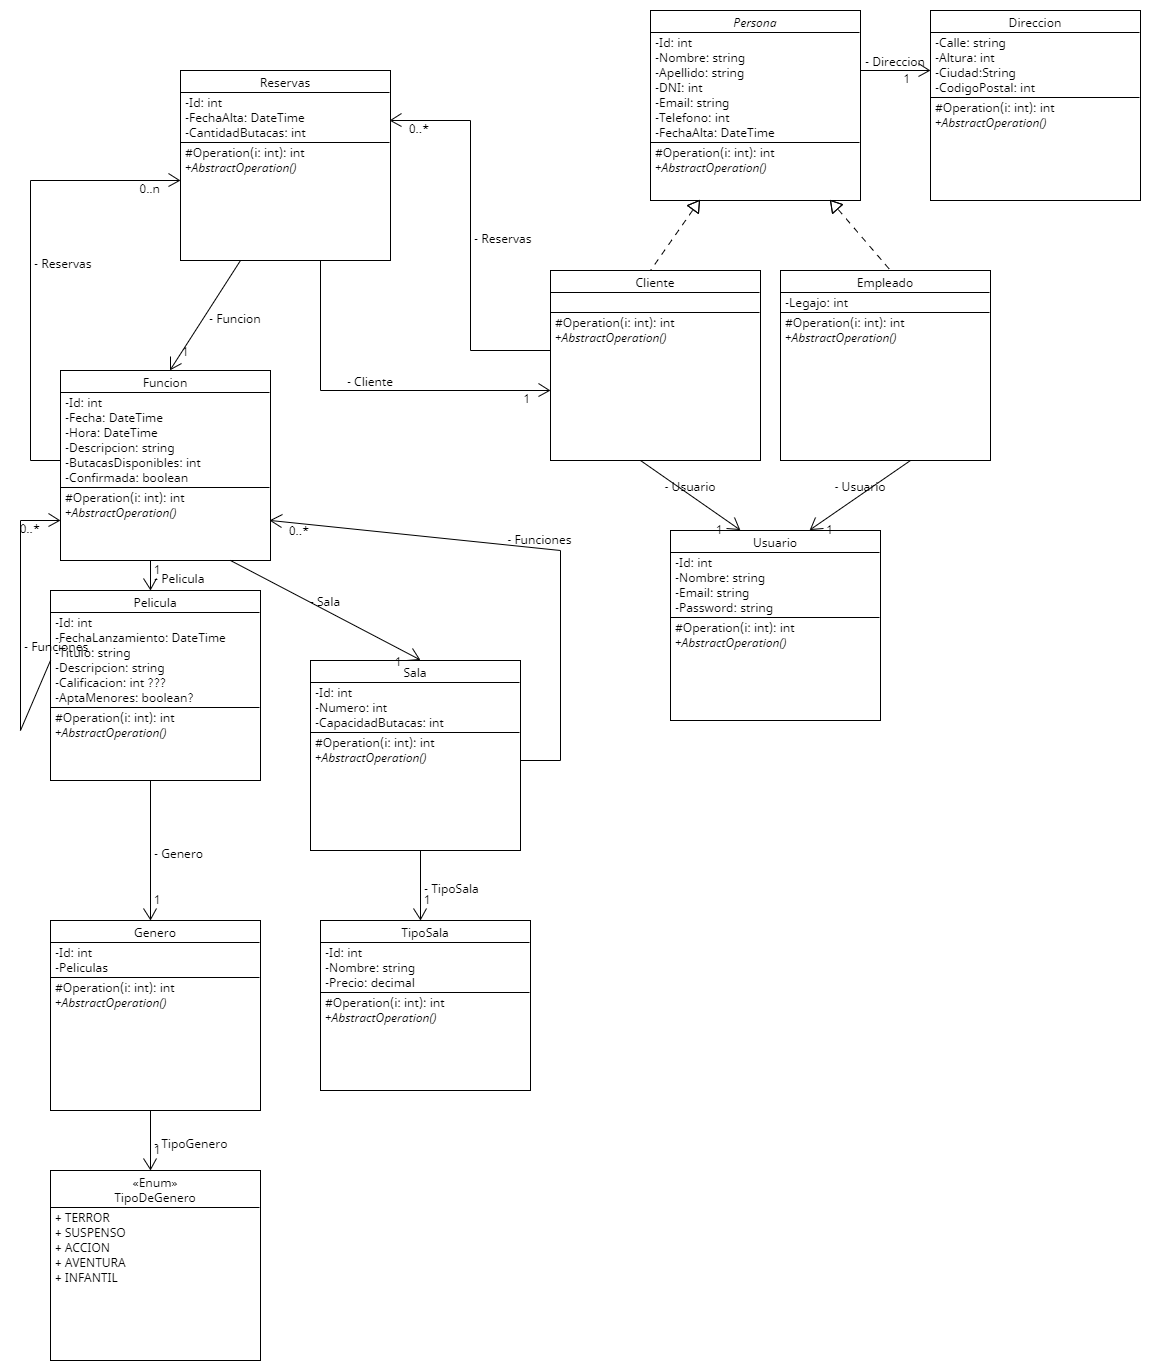 Persona
-Id: int
-Nombre: string
-Apellido: string
-DNI: int
-Email: string
-Telefono: int
-FechaAlta: DateTime
#Operation(i: int): int
+AbstractOperation()
- Direccion
1
Direccion
-Calle: string
-Altura: int
-Ciudad:String
-CodigoPostal: int
#Operation(i: int): int
+AbstractOperation()
Reservas
-Id: int
-FechaAlta: DateTime
-CantidadButacas: int
#Operation(i: int): int
+AbstractOperation()
0..*
0..n
- Reservas
- Reservas
- Funcion
1
- Cliente
1
Cliente
#Operation(i: int): int
+AbstractOperation()
Empleado
-Legajo: int
#Operation(i: int): int
+AbstractOperation()
- Usuario
1
- Usuario
1
Funcion
-Id: int
-Fecha: DateTime
-Hora: DateTime
-Descripcion: string
-ButacasDisponibles: int
-Confirmada: boolean
#Operation(i: int): int
+AbstractOperation()
0..*
0..*
- Funciones
Usuario
-Id: int
-Nombre: string
-Email: string
-Password: string
#Operation(i: int): int
+AbstractOperation()
1
- Pelicula
- Sala
1
Pelicula
-Id: int
-FechaLanzamiento: DateTime
-Titulo: string
-Descripcion: string
-Calificacion: int ???
-AptaMenores: boolean?
#Operation(i: int): int
+AbstractOperation()
- Funciones
Sala
-Id: int
-Numero: int
-CapacidadButacas: int
#Operation(i: int): int
+AbstractOperation()
- Genero
1
- TipoSala
1
Genero
-Id: int
-Peliculas
#Operation(i: int): int
+AbstractOperation()
TipoSala
-Id: int
-Nombre: string
-Precio: decimal
#Operation(i: int): int
+AbstractOperation()
- TipoGenero
1
«Enum»
TipoDeGenero
+ TERROR
+ SUSPENSO
+ ACCION
+ AVENTURA
+ INFANTIL